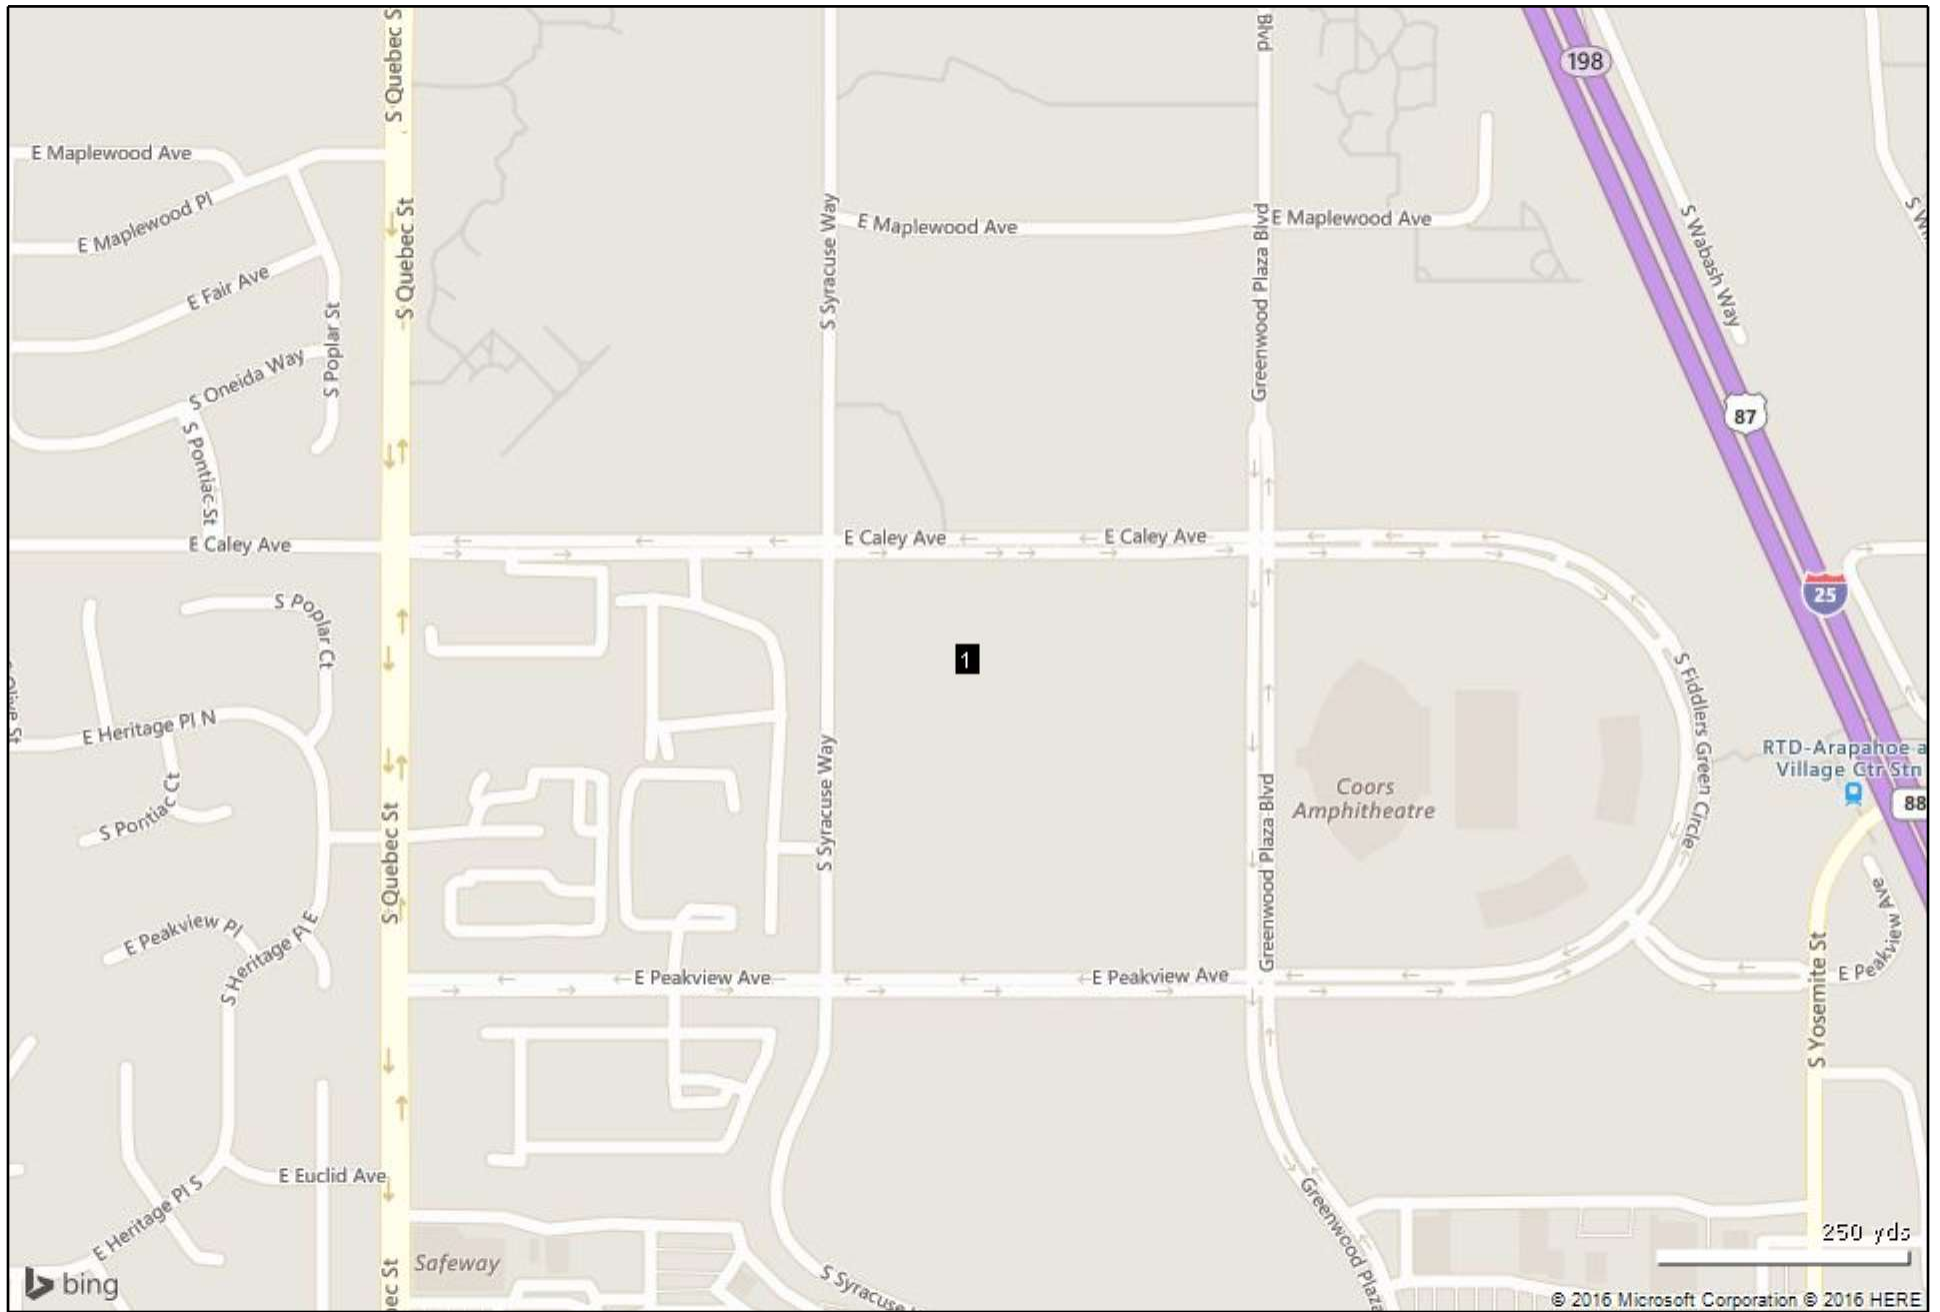 S Quebec S
Blvd
198
E Maplewood Ave
E Maplewood Pl
S Quebec St
S Syracuse Way
E Maplewood Ave
Greenwood Plaza Blvd
E Maplewood Ave
S Wabash Way
E Fair Ave
S Poplar St
S Oneida Way
87
S Pontiac St
E Caley Ave
E Caley Ave
E Caley Ave
25
S Poplar Ct
1
S Fiddlers Green Circle
S Olive St
E Heritage Pl N
S Syracuse Way
RTD-Arapahoe a
Village Ctr Stn
Coors
Amphitheatre
88
S Pontiac Ct
S Quebec St
Greenwood Plaza Blvd
E Peakview Pl
S Heritage Pl E
E Peakview Ave
E Peakview Ave
E Peakview Ave
S Yosemite St
E Euclid Ave
E Heritage Pl S
Greenwood Plaza
250 yds
Safeway
S Syracuse
bec St
bing
© 2016 Microsoft Corporation © 2016 HERE